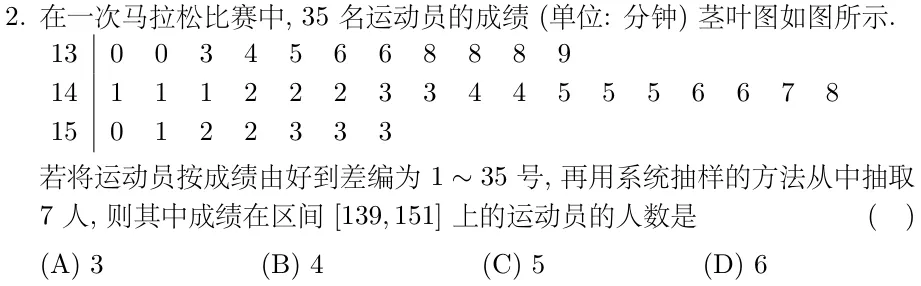 2. 在一次马拉松比赛中, 35 名运动员的成绩 (单位: 分钟) 茎叶图如图所示.
13 | 0 0 3 4 5 6 6 8 8 8 9
14 | 1 1 1 2 2 2 3 3 4 4 5 5 5 6 6 7 8
15 | 0 1 2 2 3 3 3
若将运动员按成绩由好到差编为 1 ~ 35 号, 再用系统抽样的方法从中抽取
7 人, 则其中成绩在区间 [139, 151] 上的运动员的人数是 ( )
(A) 3 (B) 4 (C) 5 (D) 6